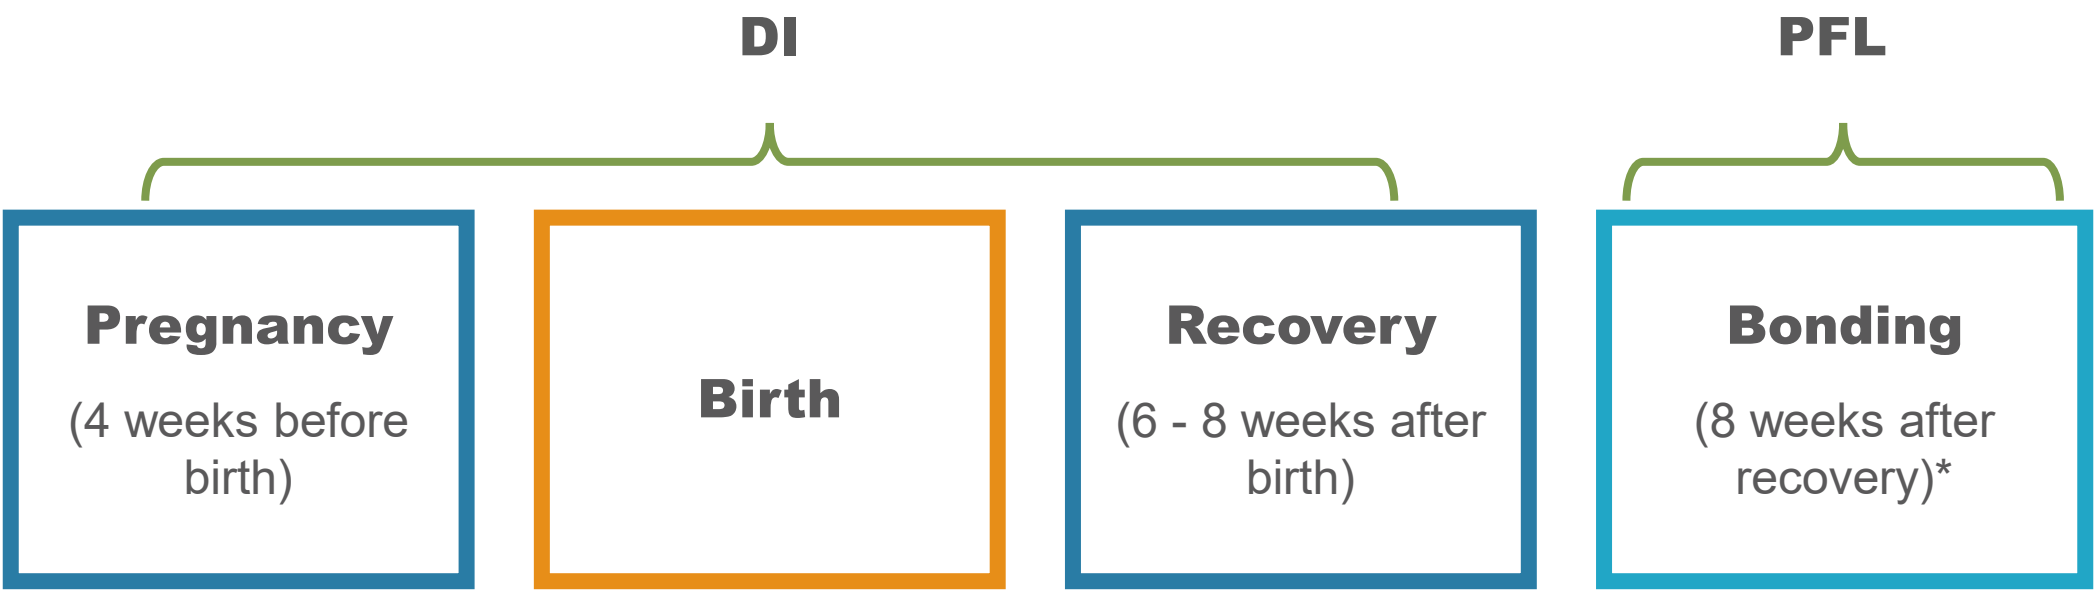 DI
PFL
Pregnancy
(4 weeks before
birth)
Birth
Recovery
(6 - 8 weeks after
birth)
Bonding
(8 weeks after
recovery)*